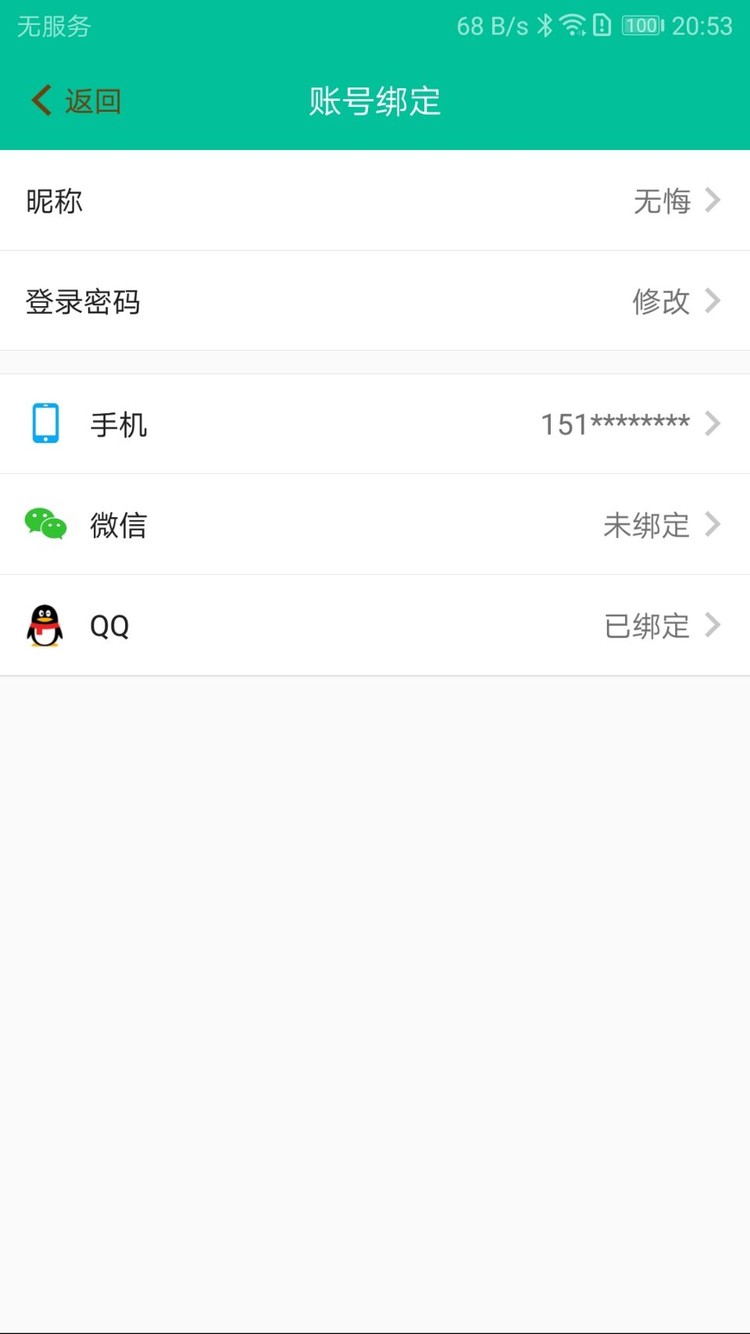 无服务 68 B/s 100 20:53
返回 账号绑定
昵称 无悔
登录密码 修改
手机 151********
微信 未绑定
QQ 已绑定